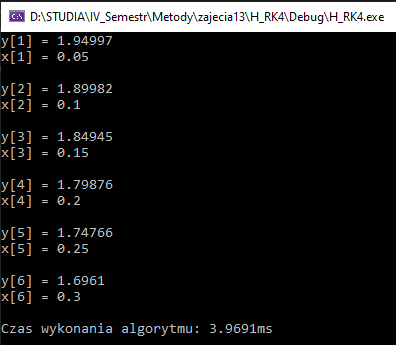 D:\STUDIA\IV_Semestr\Metody\zajecia13\H_RK4\Debug\H_RK4.exe
y[1] = 1.94997
x[1] = 0.05
y[2] = 1.89982
x[2] = 0.1
y[3] = 1.84945
x[3] = 0.15
y[4] = 1.79876
x[4] = 0.2
y[5] = 1.74766
x[5] = 0.25
y[6] = 1.6961
x[6] = 0.3
Czas wykonania algorytmu: 3.9691ms